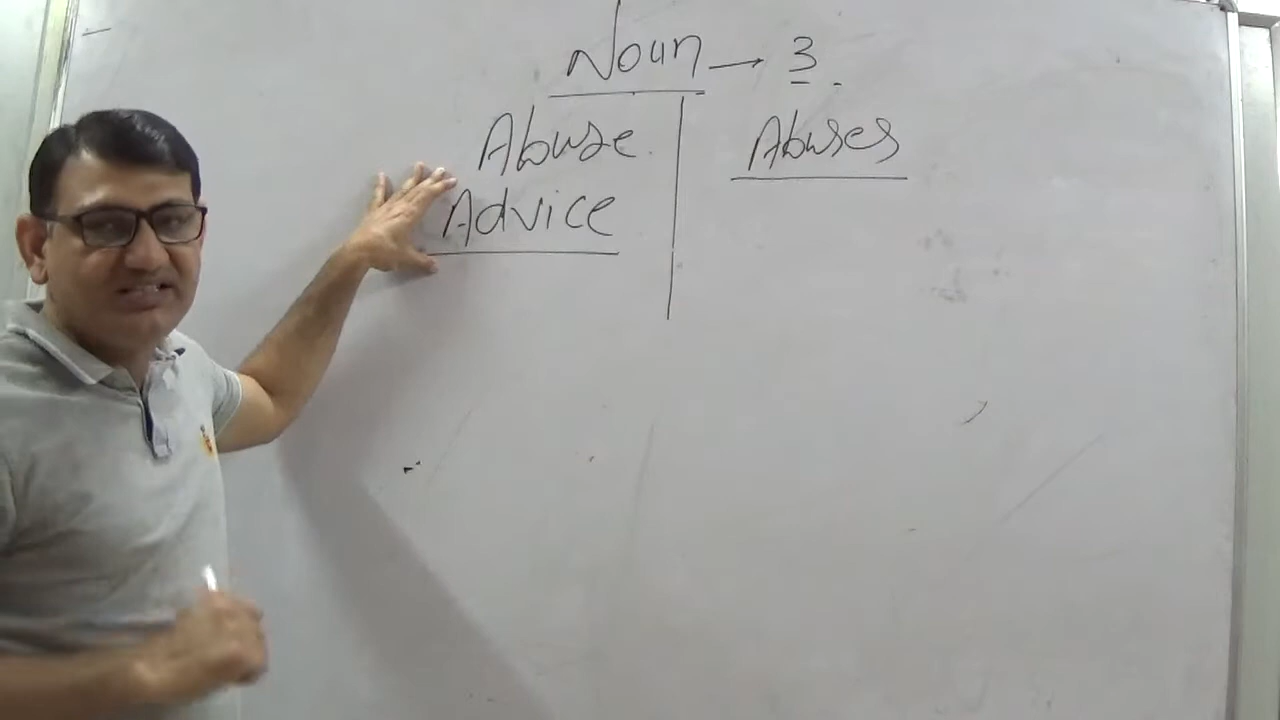 Noun → 3.
Abuse. Abuses
Advice